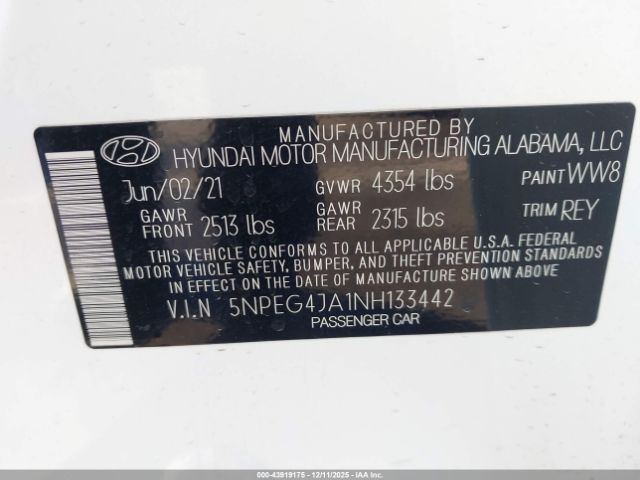 MANUFACTURED BY
HYUNDAI MOTOR MANUFACTURING ALABAMA, LLC
Jun/02/21 GVWR 4354 lbs PAINT WW8
GAWR FRONT 2513 lbs GAWR REAR 2315 lbs TRIM REY
THIS VEHICLE CONFORMS TO ALL APPLICABLE U.S.A. FEDERAL
MOTOR VEHICLE SAFETY, BUMPER, AND THEFT PREVENTION STANDARDS
IN EFFECT ON THE DATE OF MANUFACTURE SHOWN ABOVE.
V.I.N 5NPEG4JA1NH133442
PASSENGER CAR
000-43919175 - 12/11/2025 - IAAI.COM